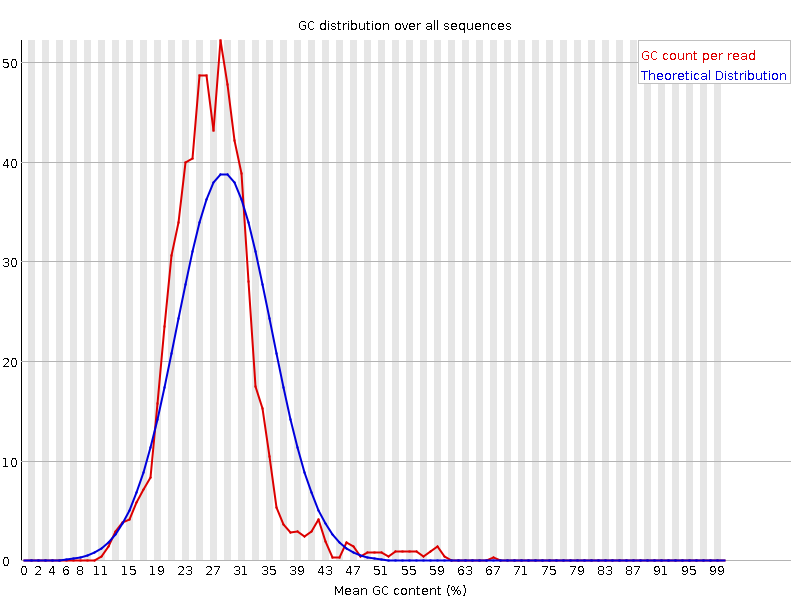 GC distribution over all sequences
GC count per read
Theoretical Distribution
50
40
30
20
10
0
0 2 4 6 8 11 15 19 23 27 31 35 39 43 47 51 55 59 63 67 71 75 79 83 87 91 95 99
Mean GC content (%)